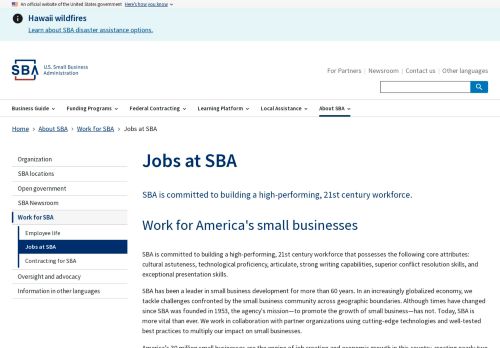 An official website of the United States government Here's how you know
Hawaii wildfires
Learn about SBA disaster assistance options.
SBA U.S. Small Business
Administration
For Partners Newsroom Contact us Other languages
Business Guide Funding Programs Federal Contracting Learning Platform Local Assistance About SBA
Home About SBA Work for SBA Jobs at SBA
Organization
SBA locations
Open government
SBA Newsroom
Work for SBA
Employee life
Jobs at SBA
Contracting for SBA
Oversight and advocacy
Information in other languages
Jobs at SBA
SBA is committed to building a high-performing, 21st century workforce.
Work for America's small businesses
SBA is committed to building a high-performing, 21st century workforce that possesses the following core attributes:
cultural astuteness, technological proficiency, articulate, strong writing capabilities, superior conflict resolution skills, and
exceptional presentation skills.
SBA has been a leader in small business development for more than 60 years. In an increasingly globalized economy, we
tackle challenges confronted by the small business community across geographic boundaries. Although times have changed
since SBA was founded in 1953, the agency's mission—to promote the growth of small business—has not. Today, SBA is
more vital than ever. We work in collaboration with partner organizations using cutting-edge technologies and well-tested
best practices to multiply our impact on small businesses.